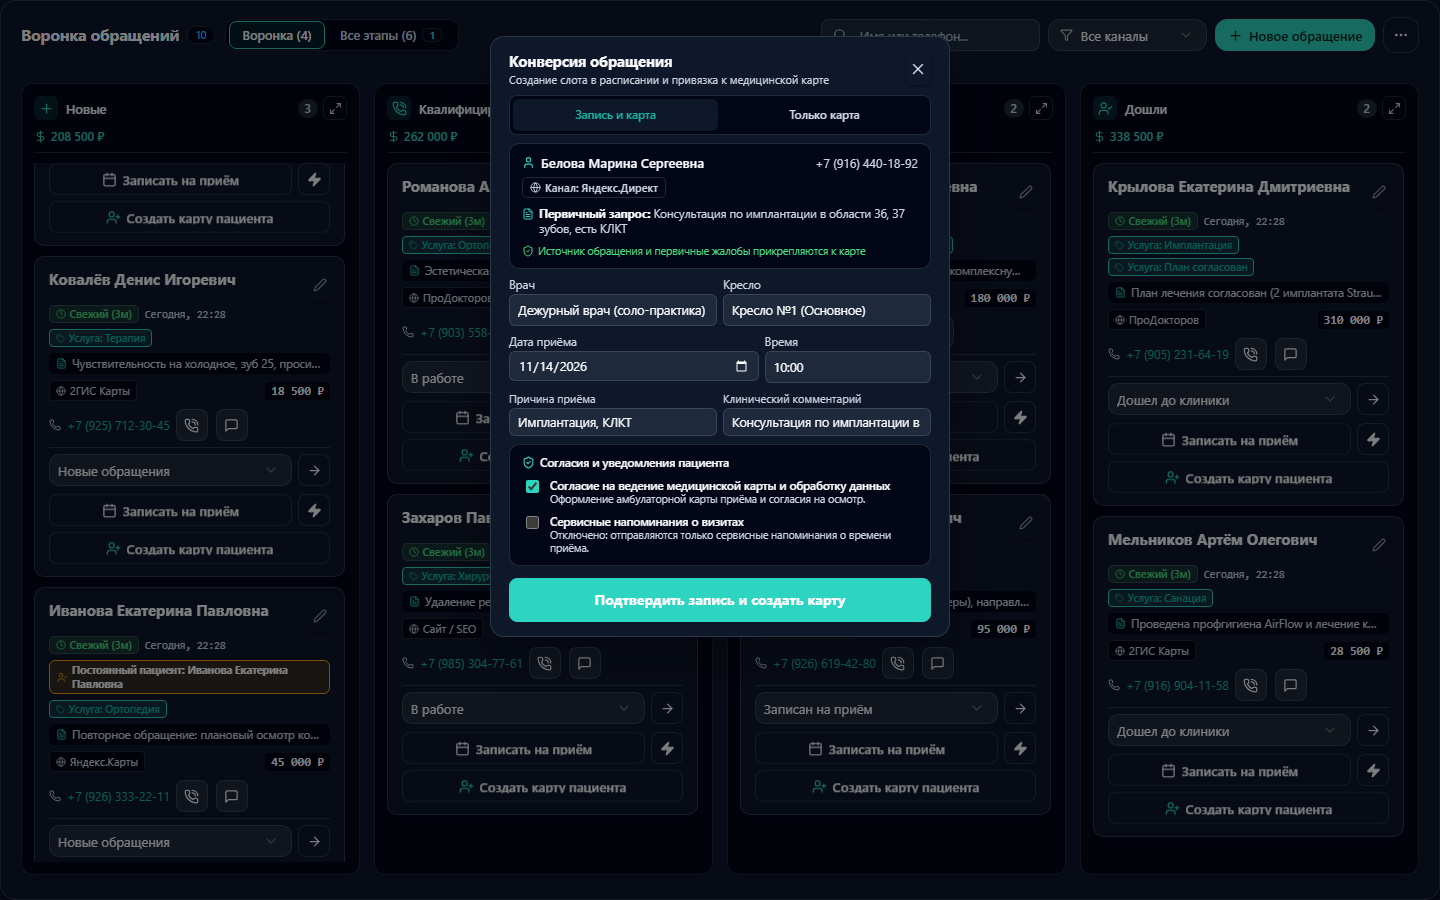 Воронка обращений 10
Воронка (4)
Все этапы (6) 1
Имя или телефон...
Все каналы
Новое обращение
Новые 3
$ 208 500 ₽
Записать на приём
Создать карту пациента
Ковалёв Денис Игоревич
Свежий (3м) Сегодня, 22:28
Услуга: Терапия
Чувствительность на холодное, зуб 25, проси...
2ГИС Карты 18 500 ₽
+7 (925) 712-30-45
Новые обращения
Записать на приём
Создать карту пациента
Иванова Екатерина Павловна
Свежий (3м) Сегодня, 22:28
Постоянный пациент: Иванова Екатерина
Павловна
Услуга: Ортопедия
Повторное обращение: плановый осмотр ко...
Яндекс.Карты 45 000 ₽
+7 (926) 333-22-11
Новые обращения
Квалифицир
$ 262 000 ₽
Романова А
Свежий (3м)
Услуга: Ортопе
Эстетическа
ПроДокторов
+7 (903) 558-
В работе
За
Со
Захаров Па
Свежий (3м)
Услуга: Хирур
Удаление ре
Сайт / SEO
+7 (985) 304-77-61
В работе
Записать на приём
Создать карту пациента
Конверсия обращения
Создание слота в расписании и привязка к медицинской карте
Запись и карта
Только карта
Белова Марина Сергеевна +7 (916) 440-18-92
Канал: Яндекс.Директ
Первичный запрос: Консультация по имплантации в области 36, 37
зубов, есть КЛКТ
Источник обращения и первичные жалобы прикрепляются к карте
Врач
Кресло
Дежурный врач (соло-практика)
Кресло №1 (Основное)
Дата приёма
Время
11/14/2026
10:00
Причина приёма
Клинический комментарий
Имплантация, КЛКТ
Консультация по имплантации в
Согласия и уведомления пациента
Согласие на ведение медицинской карты и обработку данных
Оформление амбулаторной карты приёма и согласия на осмотр.
Сервисные напоминания о визитах
Отключено: отправляются только сервисные напоминания о времени
приёма.
Подтвердить запись и создать карту
2
вна
комплексну...
180 000 ₽
иента
ич
еры), направл...
95 000 ₽
+7 (926) 619-42-80
Записан на приём
Записать на приём
Создать карту пациента
Дошли 2
$ 338 500 ₽
Крылова Екатерина Дмитриевна
Свежий (3м) Сегодня, 22:28
Услуга: Имплантация
Услуга: План согласован
План лечения согласован (2 имплантата Strau...
ПроДокторов 310 000 ₽
+7 (905) 231-64-19
Дошел до клиники
Записать на приём
Создать карту пациента
Мельников Артём Олегович
Свежий (3м) Сегодня, 22:28
Услуга: Санация
Проведена профгигиена AirFlow и лечение к...
2ГИС Карты 28 500 ₽
+7 (916) 904-11-58
Дошел до клиники
Записать на приём
Создать карту пациента